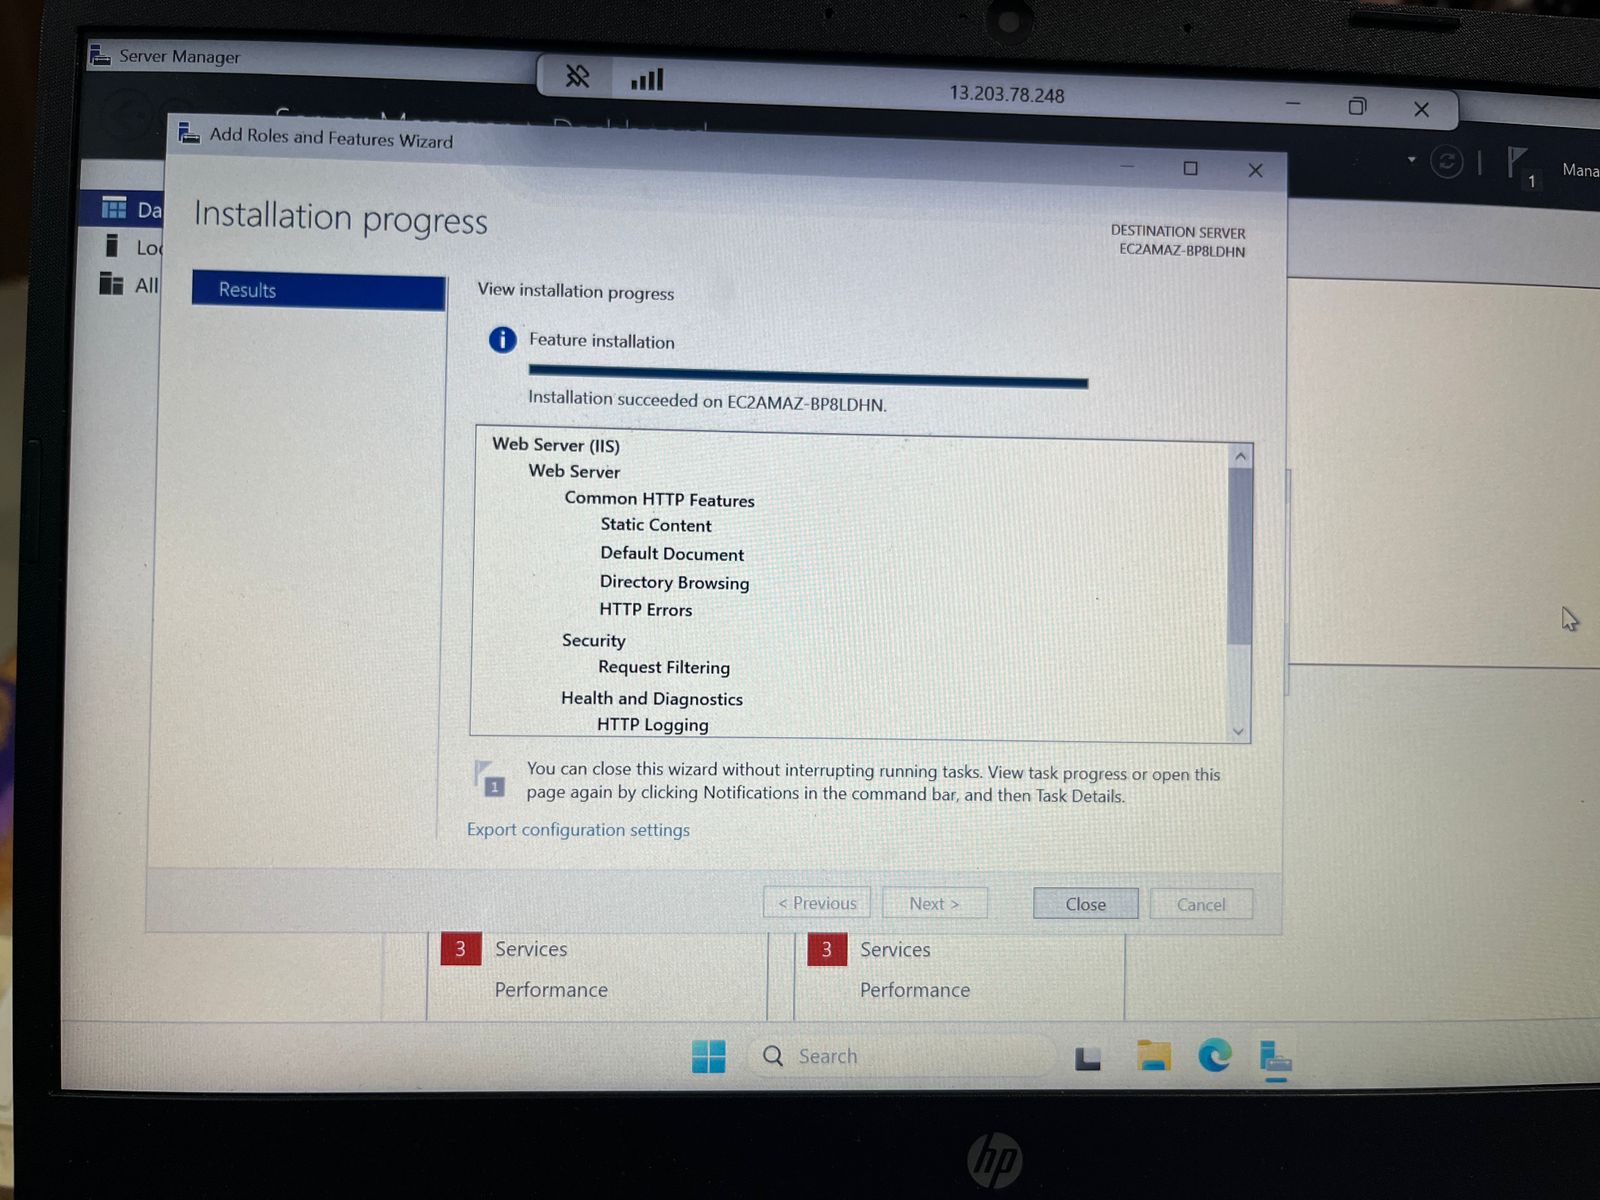 Server Manager
13.203.78.248
Add Roles and Features Wizard
1
Mana
Installation progress
DESTINATION SERVER
EC2AMAZ-BP8LDHN
Da
Loc
All
Results
View installation progress
Feature installation
Installation succeeded on EC2AMAZ-BP8LDHN.
Web Server (IIS)
Web Server
Common HTTP Features
Static Content
Default Document
Directory Browsing
HTTP Errors
Security
Request Filtering
Health and Diagnostics
HTTP Logging
1
You can close this wizard without interrupting running tasks. View task progress or open this
page again by clicking Notifications in the command bar, and then Task Details.
Export configuration settings
< Previous
Next >
Close
Cancel
3 Services
3 Services
Performance
Performance
Search
hp